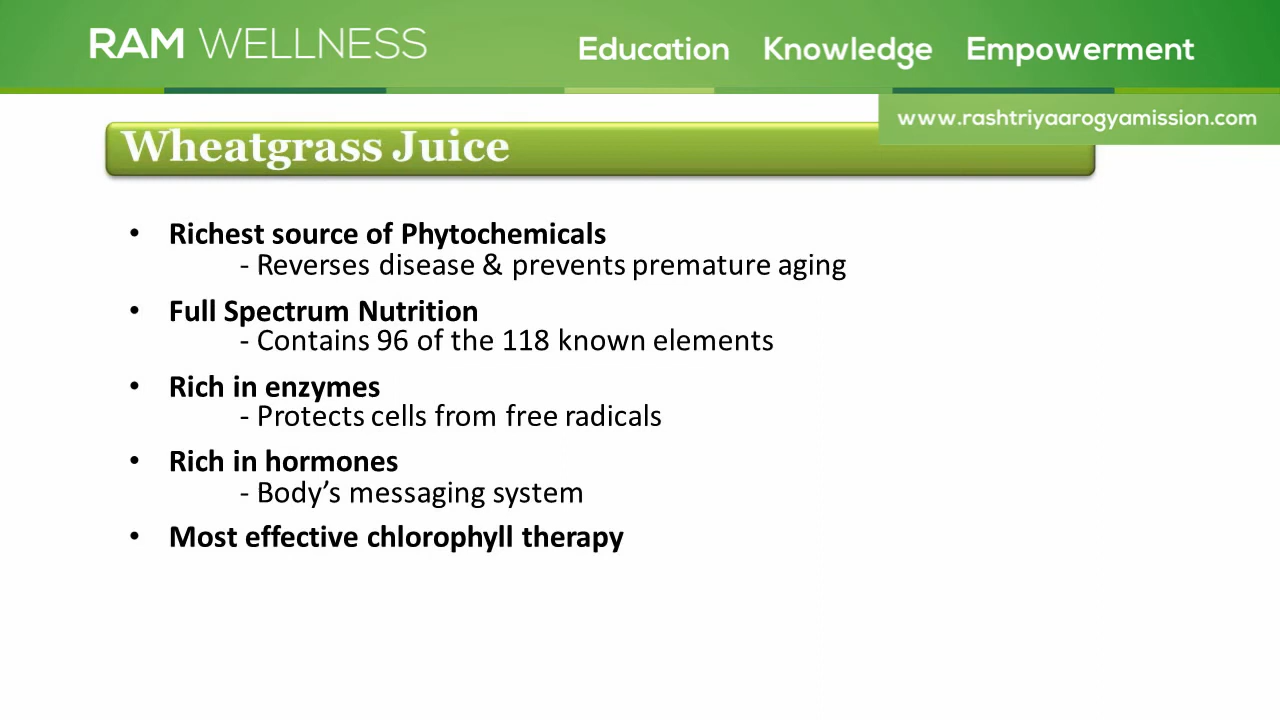 RAM WELLNESS
Education Knowledge Empowerment
www.rashtriyaarogyamission.com
Wheatgrass Juice
• Richest source of Phytochemicals
- Reverses disease & prevents premature aging
• Full Spectrum Nutrition
- Contains 96 of the 118 known elements
• Rich in enzymes
- Protects cells from free radicals
• Rich in hormones
- Body’s messaging system
• Most effective chlorophyll therapy